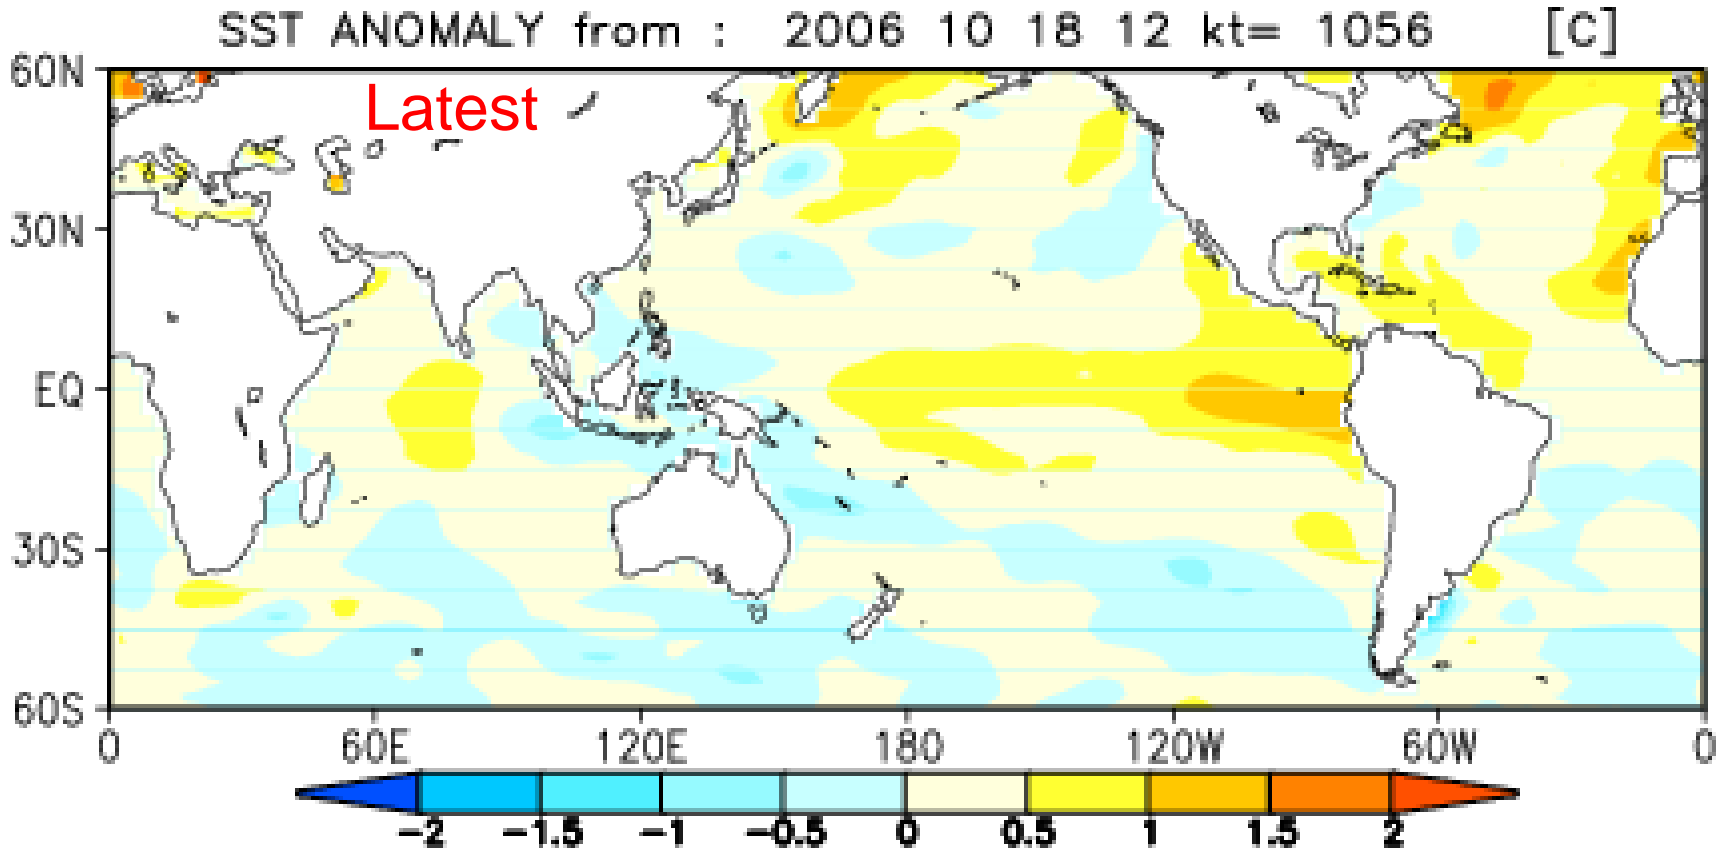 SST ANOMALY from : 2006 10 18 12 kt= 1056 [C]
Latest
60N
30N
EQ
30S
60S
0 60E 120E 180 120W 60W 0
-2 -1.5 -1 -0.5 0 0.5 1 1.5 2